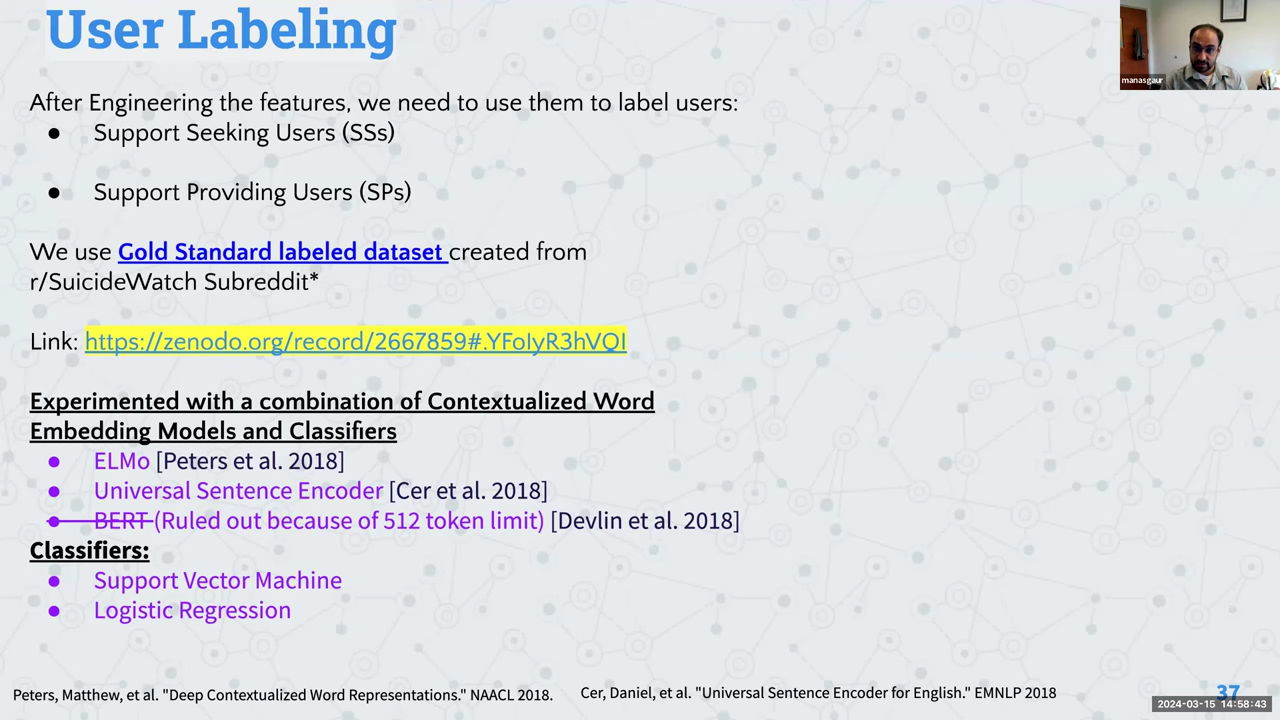 User Labeling
manasgaur
After Engineering the features, we need to use them to label users:
● Support Seeking Users (SSs)
● Support Providing Users (SPs)
We use Gold Standard labeled dataset created from
r/SuicideWatch Subreddit*
Link: https://zenodo.org/record/2667859#.YFoIyR3hVQI
Experimented with a combination of Contextualized Word
Embedding Models and Classifiers
● ELMo [Peters et al. 2018]
● Universal Sentence Encoder [Cer et al. 2018]
● BERT (Ruled out because of 512 token limit) [Devlin et al. 2018]
Classifiers:
● Support Vector Machine
● Logistic Regression
Peters, Matthew, et al. "Deep Contextualized Word Representations." NAACL 2018.
Cer, Daniel, et al. "Universal Sentence Encoder for English." EMNLP 2018
37
2024-03-15 14:58:43